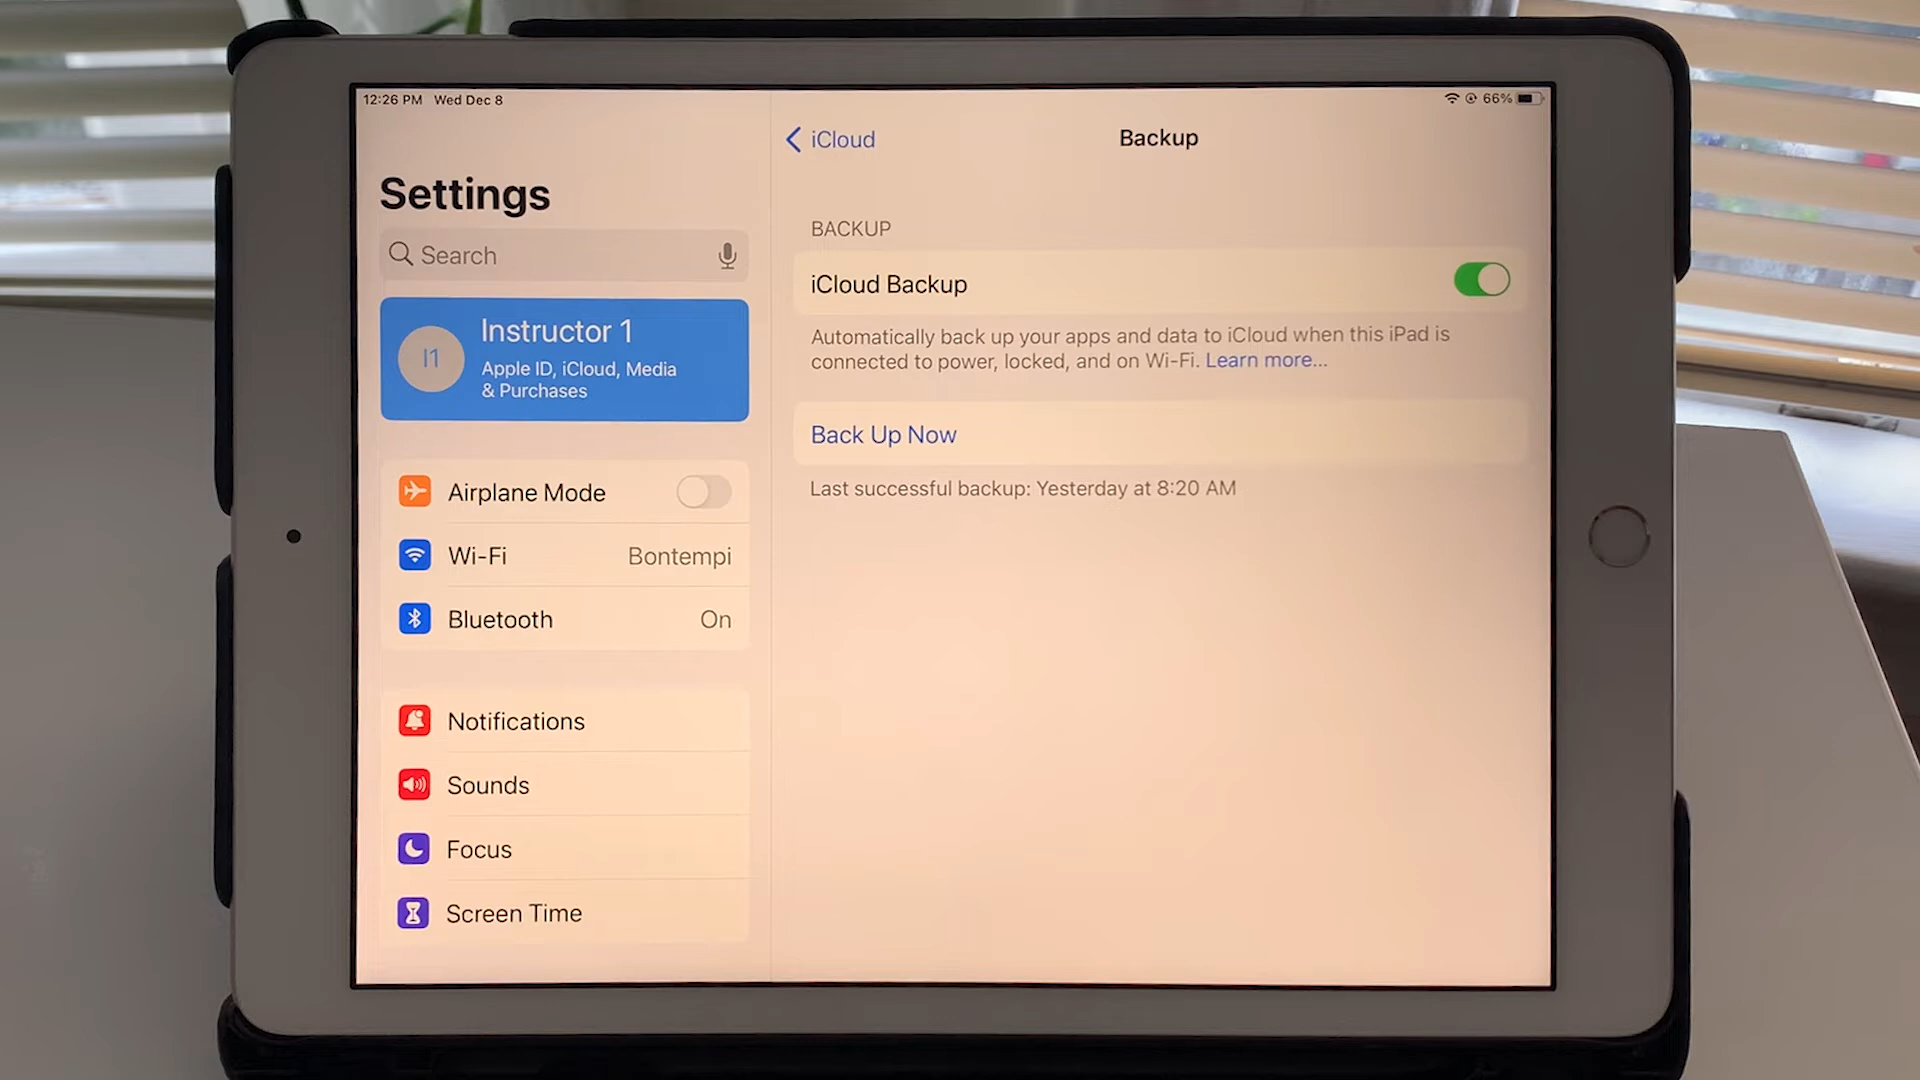 12:26 PM Wed Dec 8
66%
Settings
Search
I1
Instructor 1
Apple ID, iCloud, Media
& Purchases
Airplane Mode
Wi-Fi Bontempi
Bluetooth On
Notifications
Sounds
Focus
Screen Time
iCloud
Backup
BACKUP
iCloud Backup
Automatically back up your apps and data to iCloud when this iPad is
connected to power, locked, and on Wi-Fi. Learn more...
Back Up Now
Last successful backup: Yesterday at 8:20 AM